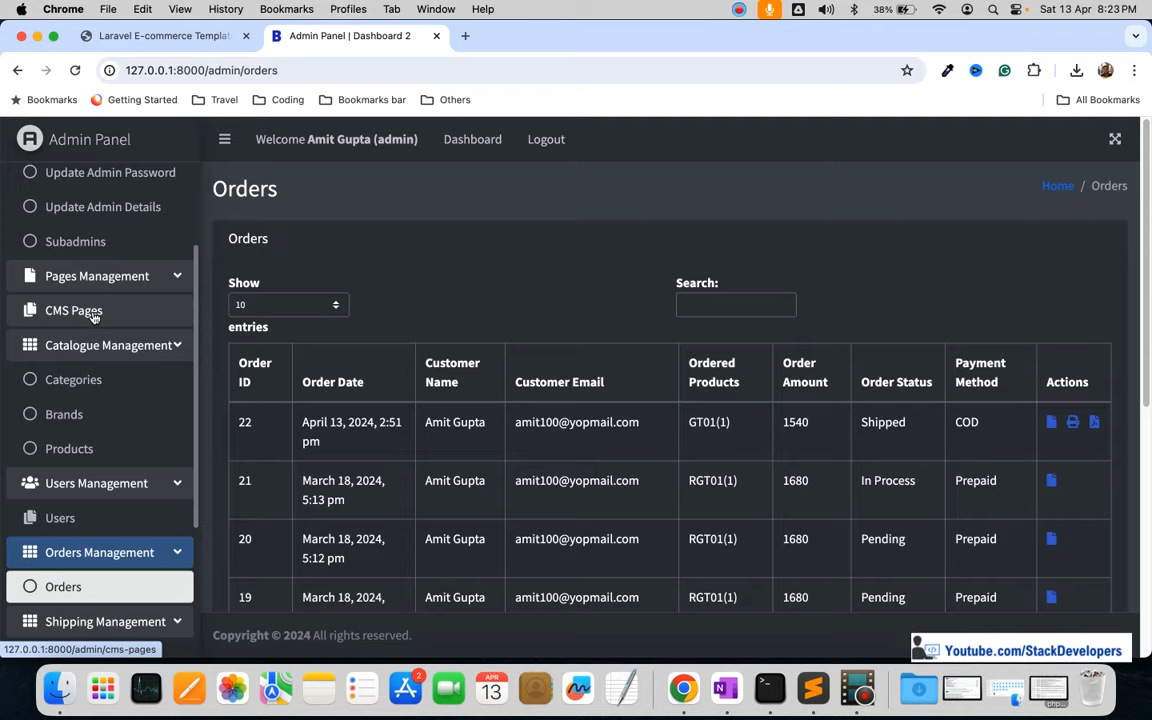 Chrome File Edit View History Bookmarks Profiles Tab Window Help 38% Sat 13 Apr 8:23 PM
Laravel E-commerce Templat Admin Panel | Dashboard 2
127.0.0.1:8000/admin/orders
Bookmarks Getting Started Travel Coding Bookmarks bar Others All Bookmarks
Admin Panel Welcome Amit Gupta (admin) Dashboard Logout
Update Admin Password
Update Admin Details
Subadmins
Pages Management
CMS Pages
Catalogue Management
Categories
Brands
Products
Users Management
Users
Orders Management
Orders
Shipping Management
127.0.0.1:8000/admin/cms-pages
Orders Home / Orders
Orders
Show Search:
10
entries
Order ID Order Date Customer Name Customer Email Ordered Products Order Amount Order Status Payment Method Actions
22 April 13, 2024, 2:51 pm Amit Gupta amit100@yopmail.com GT01(1) 1540 Shipped COD
21 March 18, 2024, 5:13 pm Amit Gupta amit100@yopmail.com RGT01(1) 1680 In Process Prepaid
20 March 18, 2024, 5:12 pm Amit Gupta amit100@yopmail.com RGT01(1) 1680 Pending Prepaid
19 March 18, 2024, Amit Gupta amit100@yopmail.com RGT01(1) 1680 Pending Prepaid
Copyright © 2024 All rights reserved.
Youtube.com/StackDevelopers
2
APR
13
php